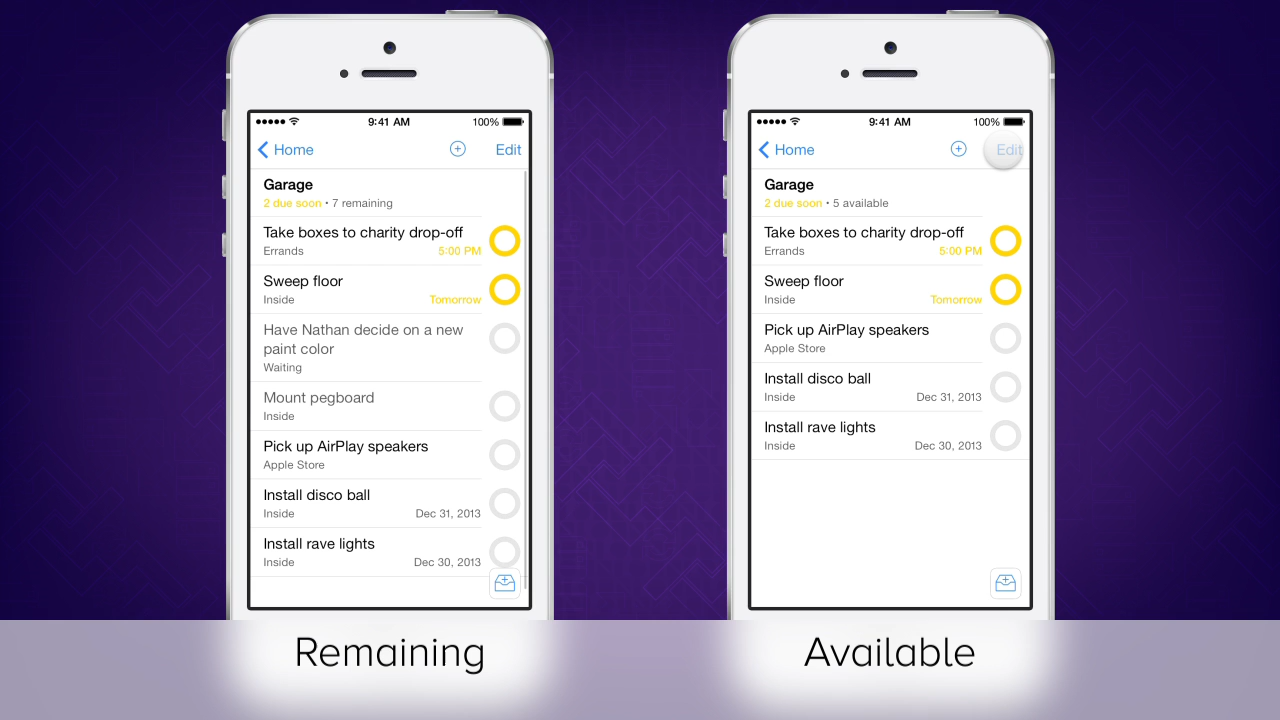 9:41 AM 100%
Home Edit
Garage
2 due soon • 7 remaining
Take boxes to charity drop-off
Errands 5:00 PM
Sweep floor
Inside Tomorrow
Have Nathan decide on a new
paint color
Waiting
Mount pegboard
Inside
Pick up AirPlay speakers
Apple Store
Install disco ball
Inside Dec 31, 2013
Install rave lights
Inside Dec 30, 2013
Remaining
9:41 AM 100%
Home Edit
Garage
2 due soon • 5 available
Take boxes to charity drop-off
Errands 5:00 PM
Sweep floor
Inside Tomorrow
Pick up AirPlay speakers
Apple Store
Install disco ball
Inside Dec 31, 2013
Install rave lights
Inside Dec 30, 2013
Available